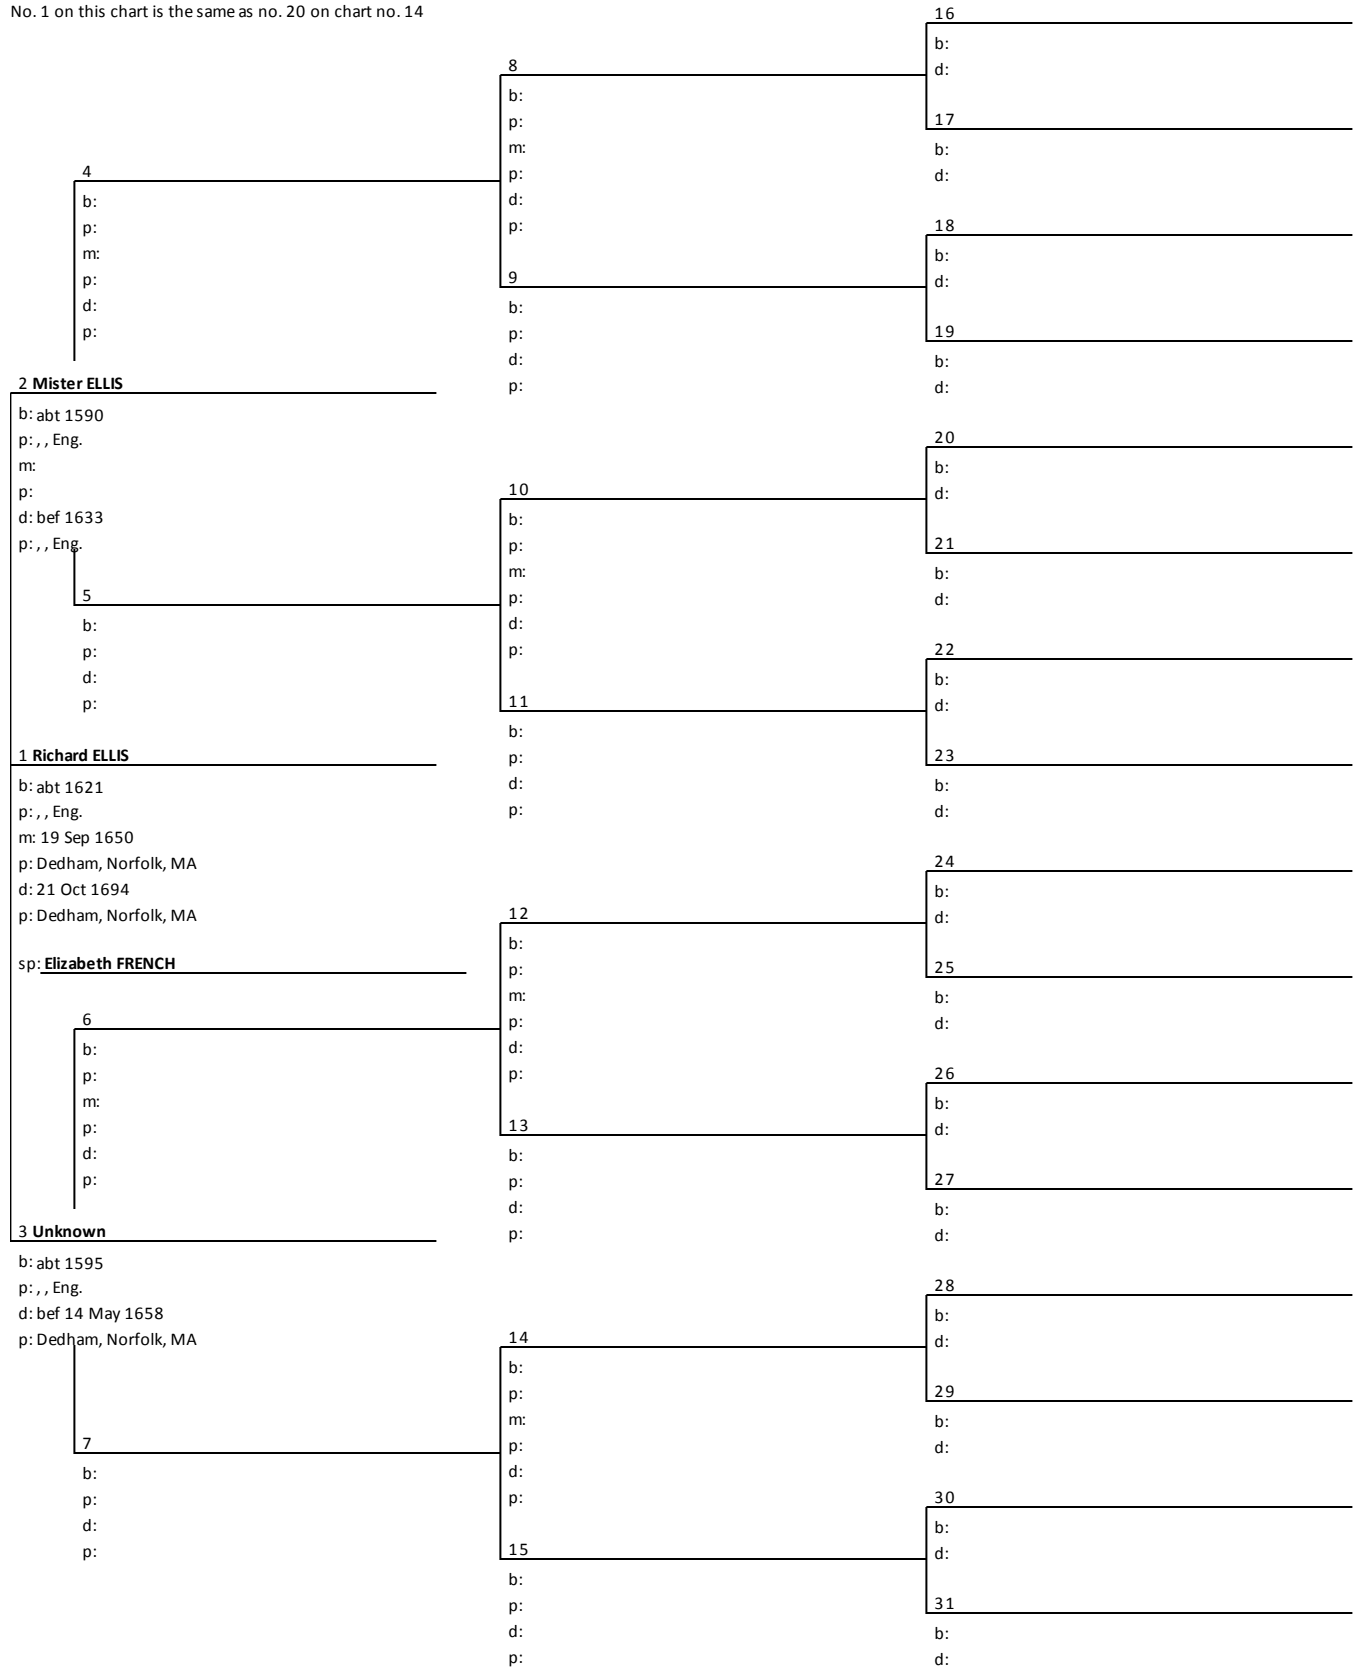 No. 1 on this chart is the same as no. 20 on chart no. 14
2 Mister ELLIS
b: abt 1590
p: , , Eng.
m:
p:
d: bef 1633
p: , , Eng.
1 Richard ELLIS
b: abt 1621
p: , , Eng.
m: 19 Sep 1650
p: Dedham, Norfolk, MA
d: 21 Oct 1694
p: Dedham, Norfolk, MA
sp: Elizabeth FRENCH
3 Unknown
b: abt 1595
p: , , Eng.
d: bef 14 May 1658
p: Dedham, Norfolk, MA
4
b:
p:
m:
p:
d:
p:
5
b:
p:
d:
p:
6
b:
p:
m:
p:
d:
p:
7
b:
p:
d:
p:
8
b:
p:
m:
p:
d:
p:
9
b:
p:
d:
p:
10
b:
p:
m:
p:
d:
p:
11
b:
p:
d:
p:
12
b:
p:
m:
p:
d:
p:
13
b:
p:
d:
p:
14
b:
p:
m:
p:
d:
p:
15
b:
p:
d:
p:
16
b:
d:
17
b:
d:
18
b:
d:
19
b:
d:
20
b:
d:
21
b:
d:
22
b:
d:
23
b:
d:
24
b:
d:
25
b:
d:
26
b:
d:
27
b:
d:
28
b:
d:
29
b:
d:
30
b:
d:
31
b:
d: